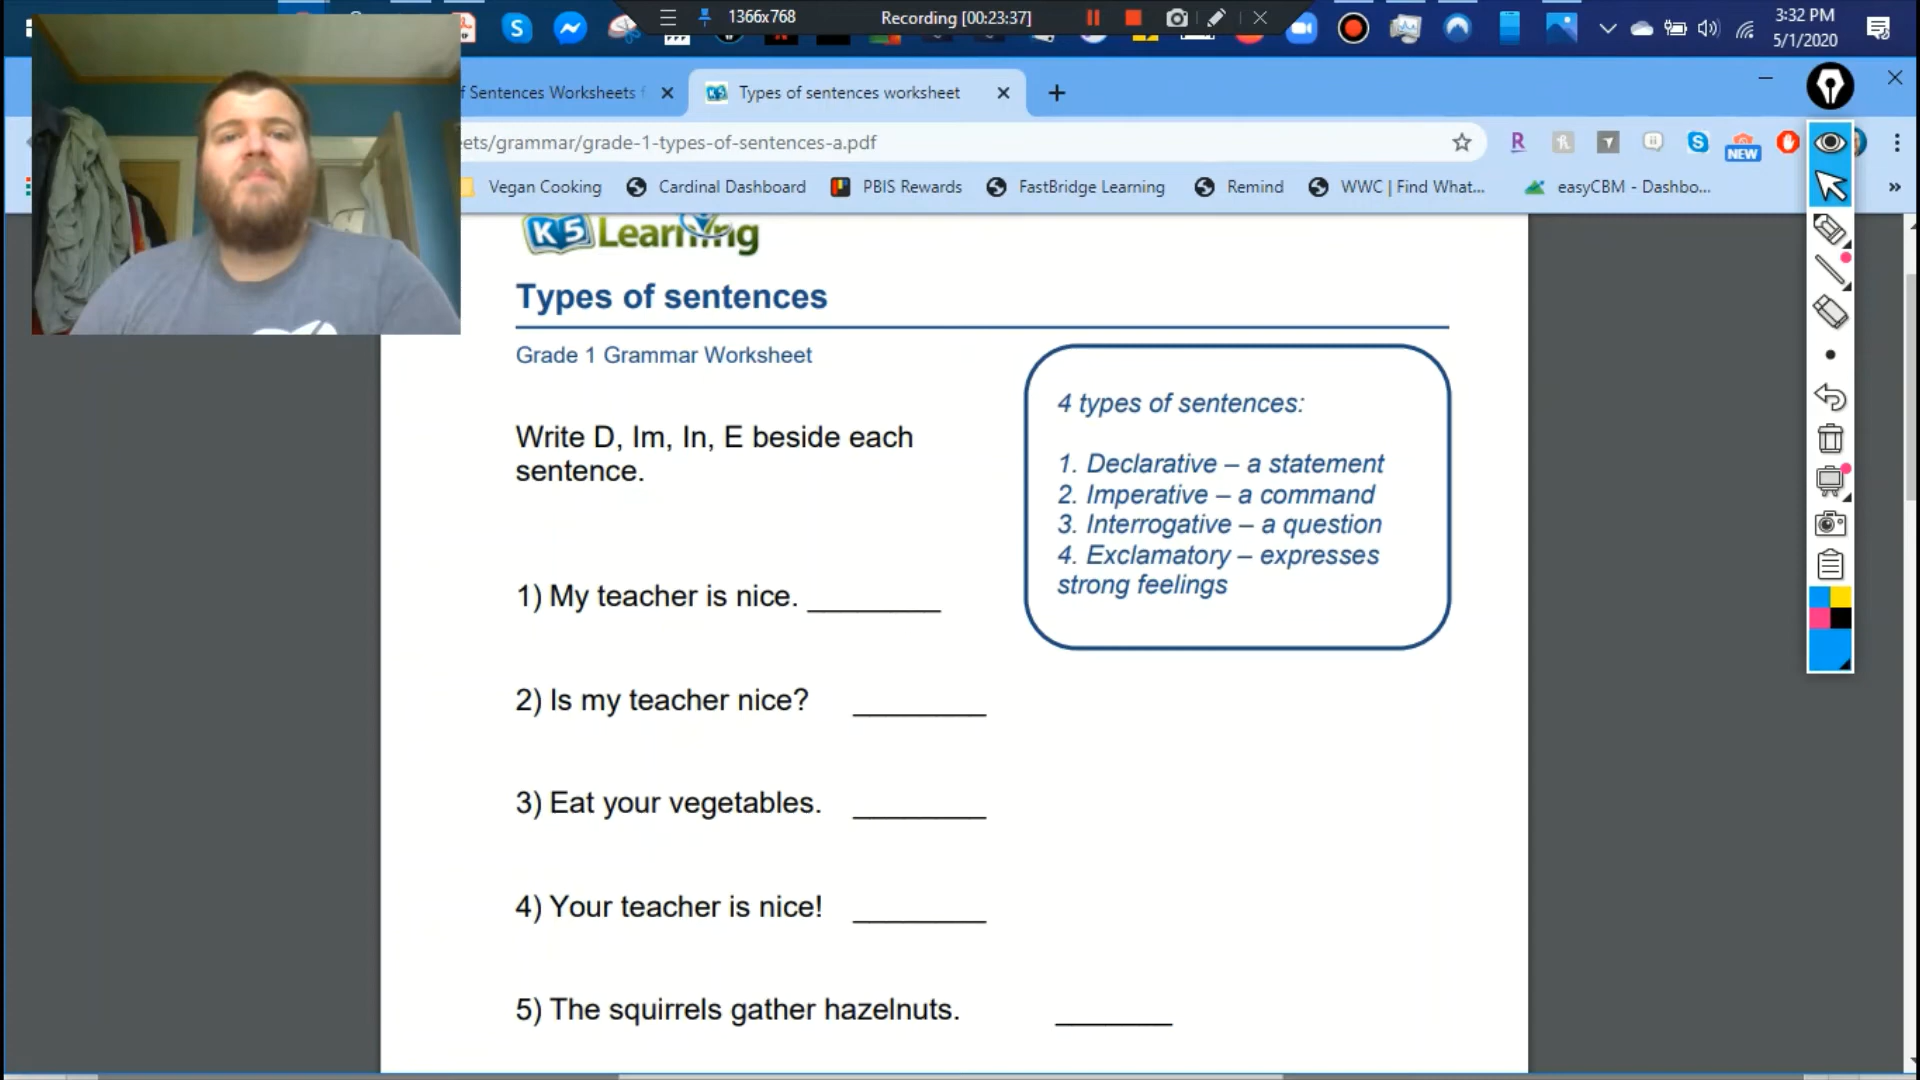 1366x768
Recording [00:23:37]
3:32 PM
5/1/2020
f Sentences Worksheets f
Types of sentences worksheet
ets/grammar/grade-1-types-of-sentences-a.pdf
NEW
Vegan Cooking
Cardinal Dashboard
PBIS Rewards
FastBridge Learning
Remind
WWC | Find What...
easyCBM - Dashbo...
K5 Learning
Types of sentences
Grade 1 Grammar Worksheet
Write D, Im, In, E beside each
sentence.
4 types of sentences:
1. Declarative – a statement
2. Imperative – a command
3. Interrogative – a question
4. Exclamatory – expresses
strong feelings
1) My teacher is nice. ________
2) Is my teacher nice? ________
3) Eat your vegetables. ________
4) Your teacher is nice! ________
5) The squirrels gather hazelnuts. _______